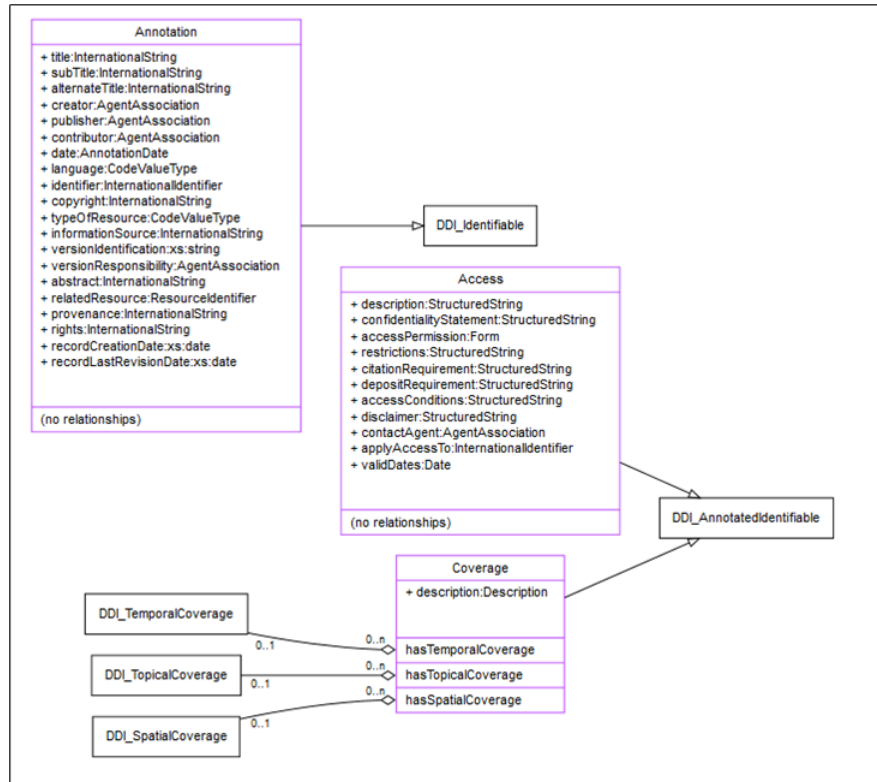 Annotation
+ title:InternationalString
+ subTitle:InternationalString
+ alternateTitle:InternationalString
+ creator:AgentAssociation
+ publisher:AgentAssociation
+ contributor:AgentAssociation
+ date:AnnotationDate
+ language:CodeValueType
+ identifier:InternationalIdentifier
+ copyright:InternationalString
+ typeOfResource:CodeValueType
+ informationSource:InternationalString
+ versionIdentification:xs:string
+ versionResponsibility:AgentAssociation
+ abstract:InternationalString
+ relatedResource:ResourceIdentifier
+ provenance:InternationalString
+ rights:InternationalString
+ recordCreationDate:xs:date
+ recordLastRevisionDate:xs:date
(no relationships)
DDI_Identifiable
Access
+ description:StructuredString
+ confidentialityStatement:StructuredString
+ accessPermission:Form
+ restrictions:StructuredString
+ citationRequirement:StructuredString
+ depositRequirement:StructuredString
+ accessConditions:StructuredString
+ disclaimer:StructuredString
+ contactAgent:AgentAssociation
+ applyAccessTo:InternationalIdentifier
+ validDates:Date
(no relationships)
DDI_AnnotatedIdentifiable
Coverage
+ description:Description
hasTemporalCoverage
hasTopicalCoverage
hasSpatialCoverage
DDI_TemporalCoverage
0..1
0..n
DDI_TopicalCoverage
0..1
0..n
DDI_SpatialCoverage
0..1
0..n